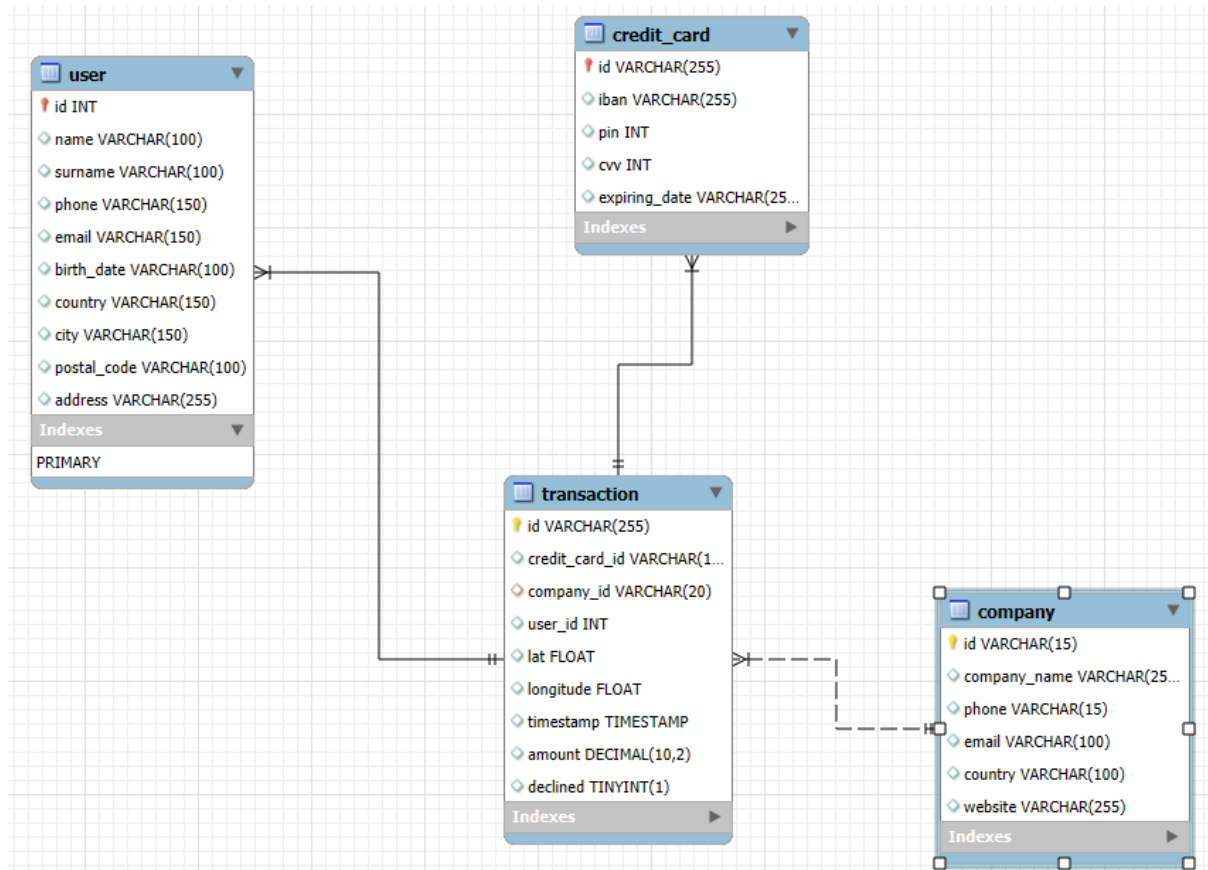 user
id INT
name VARCHAR(100)
surname VARCHAR(100)
phone VARCHAR(150)
email VARCHAR(150)
birth_date VARCHAR(100)
country VARCHAR(150)
city VARCHAR(150)
postal_code VARCHAR(100)
address VARCHAR(255)
Indexes
PRIMARY
credit_card
id VARCHAR(255)
iban VARCHAR(255)
pin INT
cvv INT
expiring_date VARCHAR(25...
Indexes
transaction
id VARCHAR(255)
credit_card_id VARCHAR(1...
company_id VARCHAR(20)
user_id INT
lat FLOAT
longitude FLOAT
timestamp TIMESTAMP
amount DECIMAL(10,2)
declined TINYINT(1)
Indexes
company
id VARCHAR(15)
company_name VARCHAR(25...
phone VARCHAR(15)
email VARCHAR(100)
country VARCHAR(100)
website VARCHAR(255)
Indexes